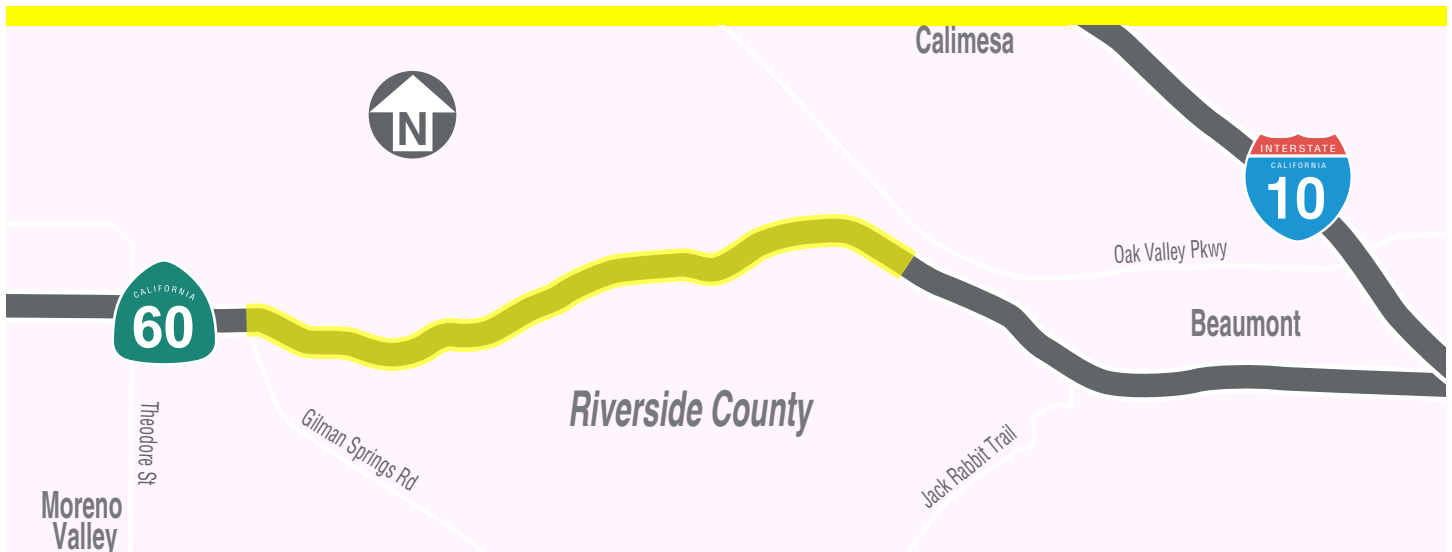 Calimesa
N
INTERSTATE
CALIFORNIA
10
Oak Valley Pkwy
CALIFORNIA
60
Beaumont
Riverside County
Theodore St
Gilman Springs Rd
Jack Rabbit Trail
Moreno
Valley